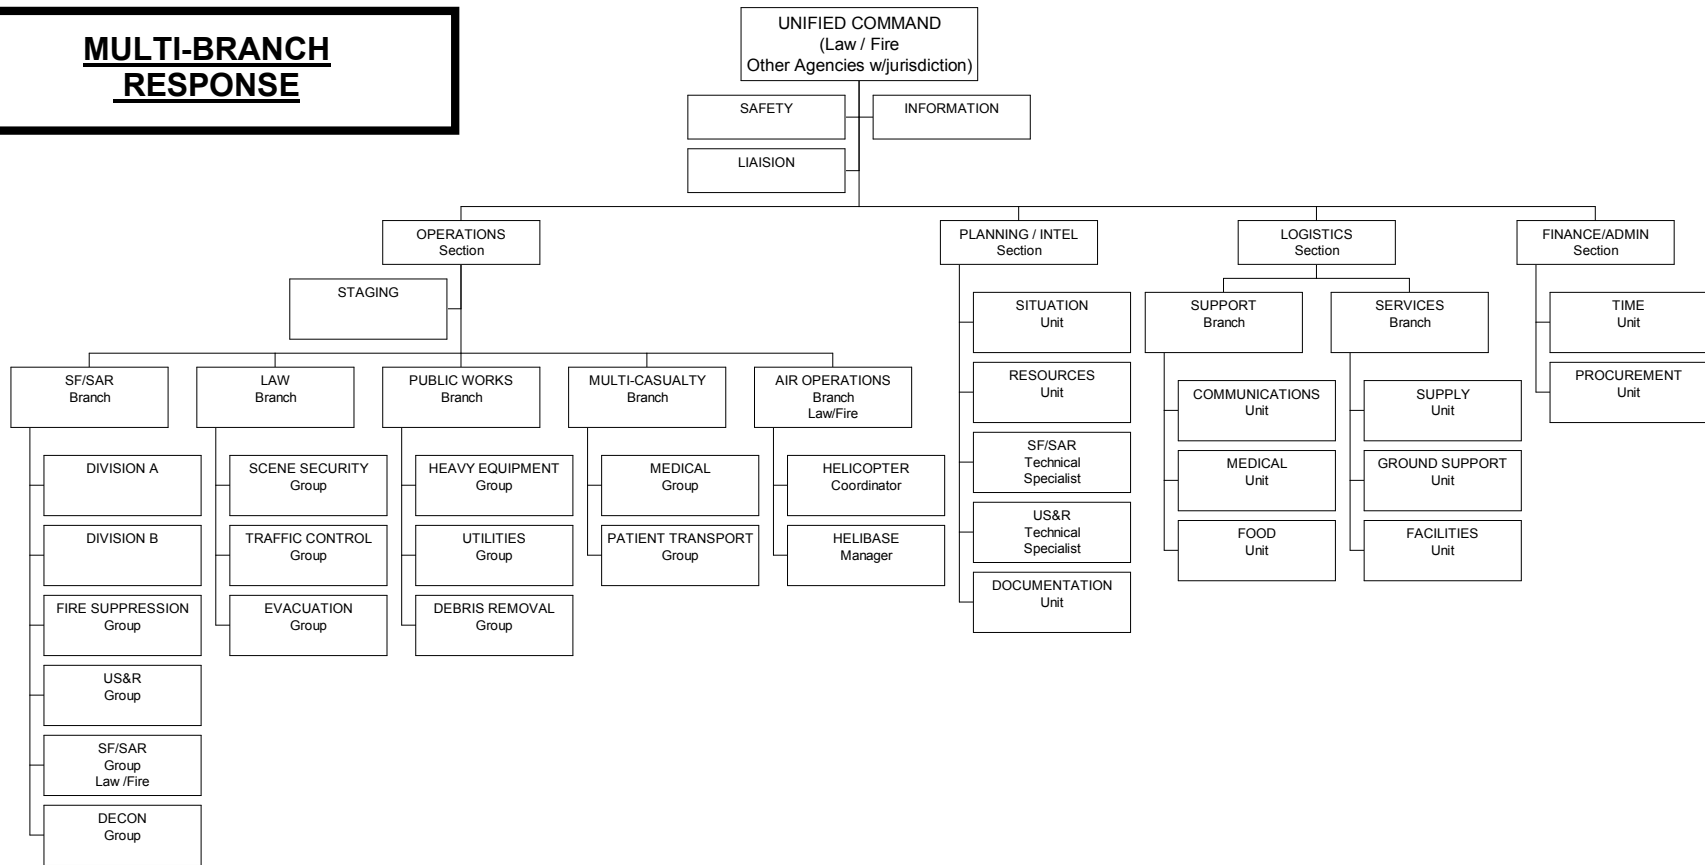 MULTI-BRANCH
RESPONSE
UNIFIED COMMAND
(Law / Fire
Other Agencies w/jurisdiction)
SAFETY
INFORMATION
LIAISION
OPERATIONS
Section
PLANNING / INTEL
Section
LOGISTICS
Section
FINANCE/ADMIN
Section
STAGING
SITUATION
Unit
SUPPORT
Branch
SERVICES
Branch
TIME
Unit
SF/SAR
Branch
LAW
Branch
PUBLIC WORKS
Branch
MULTI-CASUALTY
Branch
AIR OPERATIONS
Branch
Law/Fire
RESOURCES
Unit
PROCUREMENT
Unit
COMMUNICATIONS
Unit
SUPPLY
Unit
DIVISION A
SCENE SECURITY
Group
HEAVY EQUIPMENT
Group
MEDICAL
Group
HELICOPTER
Coordinator
SF/SAR
Technical
Specialist
MEDICAL
Unit
GROUND SUPPORT
Unit
DIVISION B
TRAFFIC CONTROL
Group
UTILITIES
Group
PATIENT TRANSPORT
Group
HELIBASE
Manager
US&R
Technical
Specialist
FOOD
Unit
FACILITIES
Unit
DOCUMENTATION
Unit
FIRE SUPPRESSION
Group
EVACUATION
Group
DEBRIS REMOVAL
Group
US&R
Group
SF/SAR
Group
Law /Fire
DECON
Group